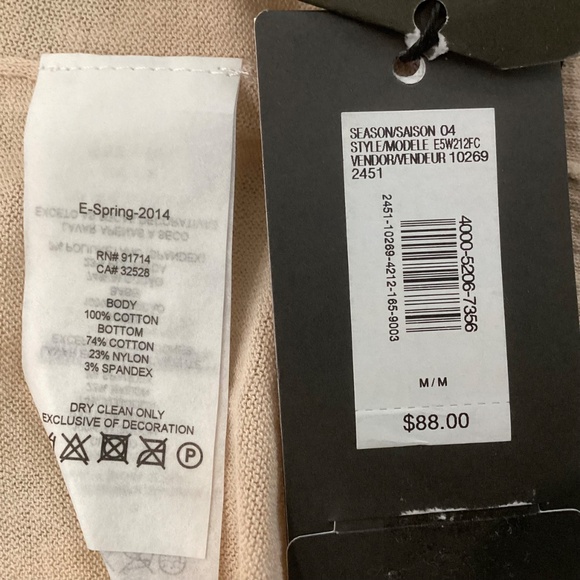 E-Spring-2014
RN# 91714
CA# 32528
BODY
100% COTTON
BOTTOM
74% COTTON
23% NYLON
3% SPANDEX
DRY CLEAN ONLY
EXCLUSIVE OF DECORATION
P
SEASON/SAISON 04
STYLE/MODELE E5W212FC
VENDOR/VENDEUR 10269
2451
2451-10269-4212-165-9003
4000-5206-7356
M/M
$88.00